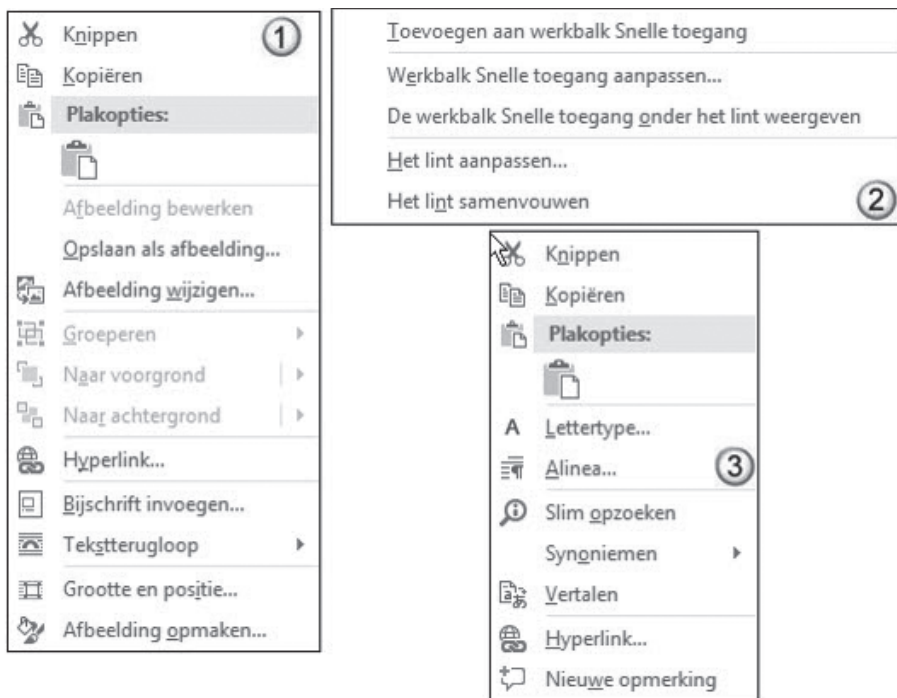 Knippen
1
Kopiëren
Plakopties:
Afbeelding bewerken
Opslaan als afbeelding...
Afbeelding wijzigen...
Groeperen
Naar voorgrond
Naar achtergrond
Hyperlink...
Bijschrift invoegen...
Tekstterugloop
Grootte en positie...
Afbeelding opmaken...
Toevoegen aan werkbalk Snelle toegang
Werkbalk Snelle toegang aanpassen...
De werkbalk Snelle toegang onder het lint weergeven
Het lint aanpassen...
Het lint samenvouwen
2
Knippen
Kopiëren
Plakopties:
A Lettertype...
Alinea...
3
Slim opzoeken
Synoniemen
Vertalen
Hyperlink...
Nieuwe opmerking